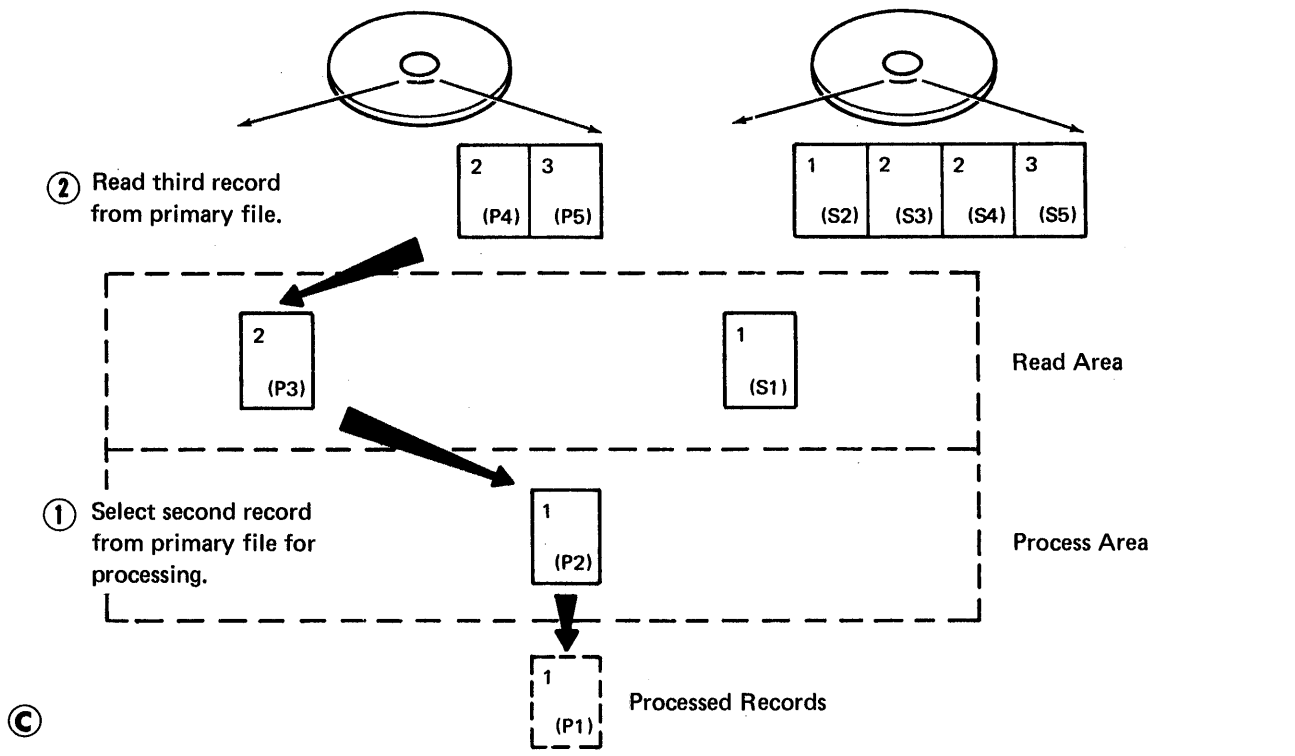 2 3 1 2 2 3
(P4) (P5) (S2) (S3) (S4) (S5)
② Read third record
from primary file.
2 1
(P3) (S1)
Read Area
① Select second record
from primary file for
processing.
1
(P2)
Process Area
1
(P1)
Processed Records
Ⓒ